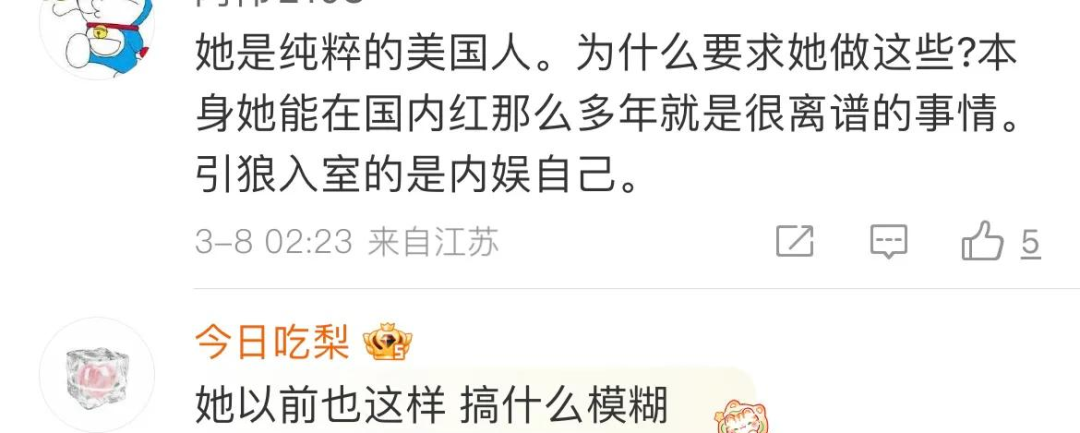 她是纯粹的美国人。为什么要求她做这些?本
身她能在国内红那么多年就是很离谱的事情。
引狼入室的是内娱自己。
3-8 02:23 来自江苏
5
今日吃梨
5
她以前也这样 搞什么模糊